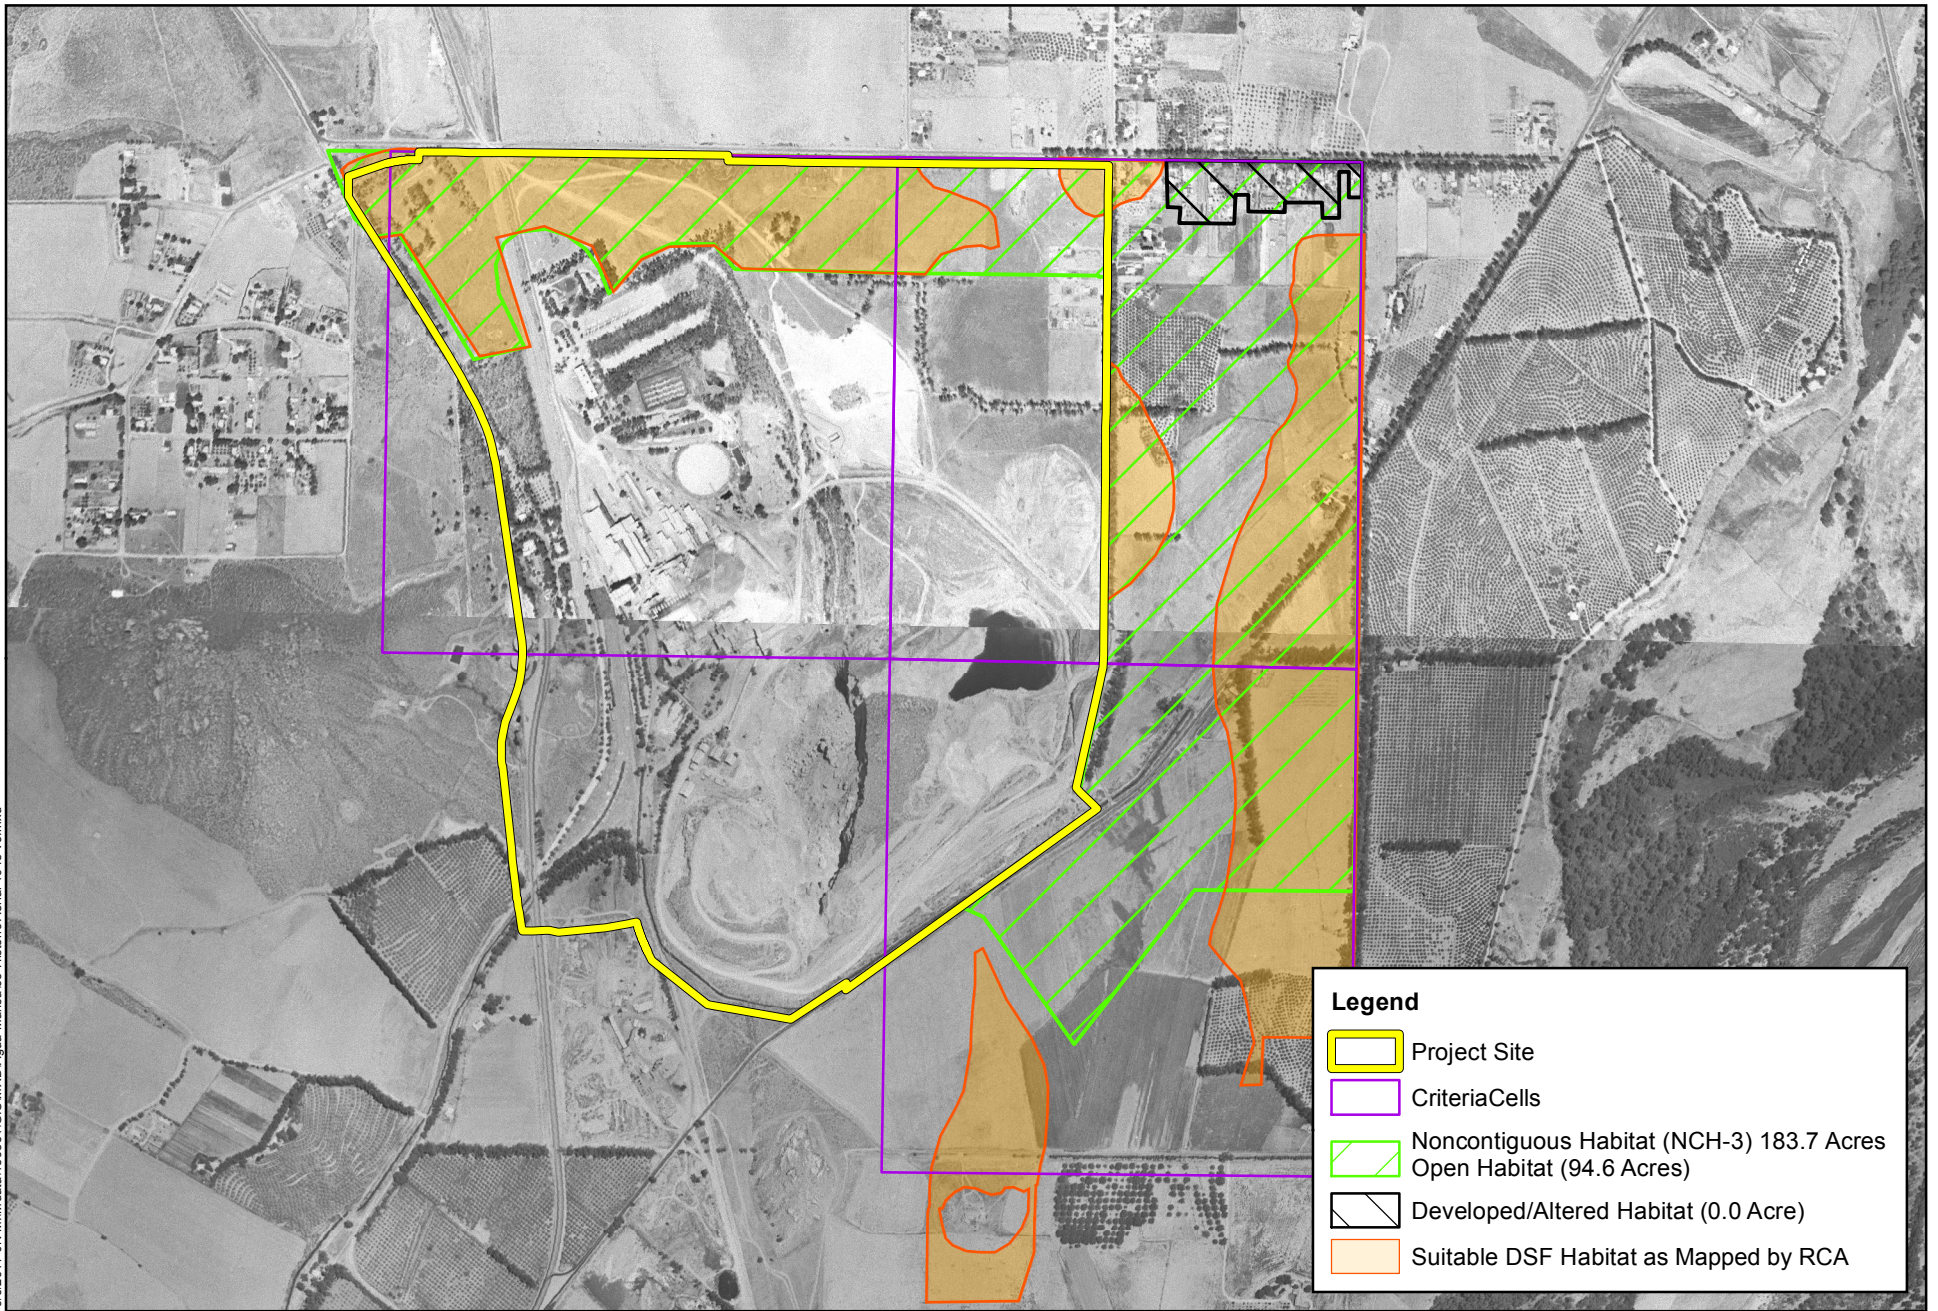 Legend
Project Site
CriteriaCells
Noncontiguous Habitat (NCH-3) 183.7 Acres
Open Habitat (94.6 Acres)
Developed/Altered Habitat (0.0 Acre)
Suitable DSF Habitat as Mapped by RCA